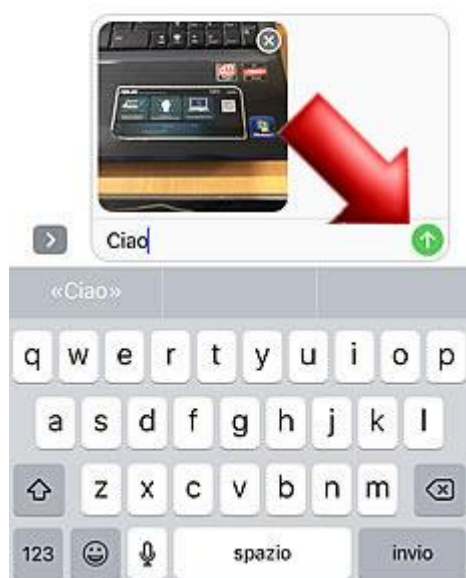 Ciao
«Ciao»
q w e r t y u i o p
a s d f g h j k l
z x c v b n m
123 spazio invio